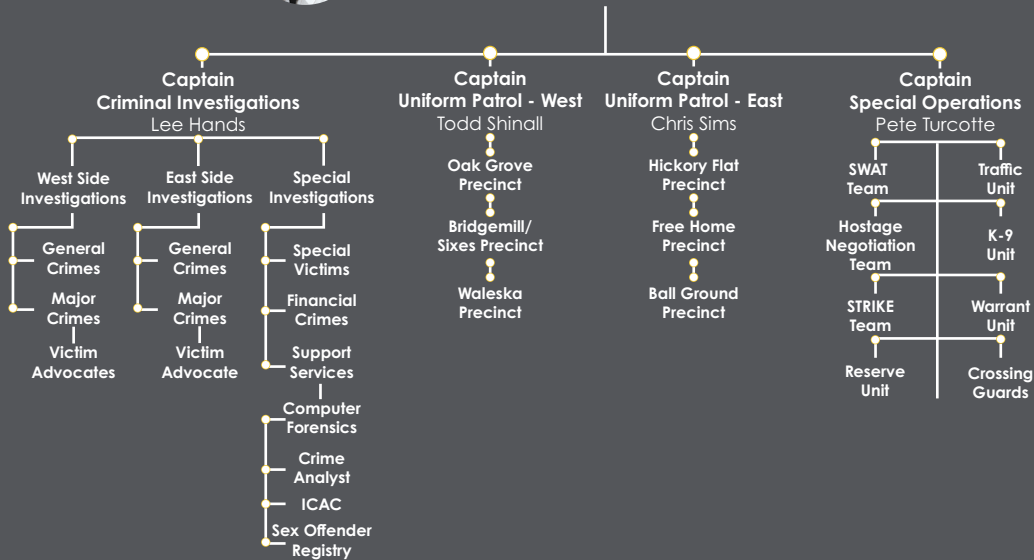 Captain
Criminal Investigations
Lee Hands
West Side
Investigations
General
Crimes
Major
Crimes
Victim
Advocates
East Side
Investigations
General
Crimes
Major
Crimes
Victim
Advocate
Special
Investigations
Special
Victims
Financial
Crimes
Support
Services
Computer
Forensics
Crime
Analyst
ICAC
Sex Offender
Registry
Captain
Uniform Patrol - West
Todd Shinall
Oak Grove
Precinct
Bridgemill/
Sixes Precinct
Waleska
Precinct
Captain
Uniform Patrol - East
Chris Sims
Hickory Flat
Precinct
Free Home
Precinct
Ball Ground
Precinct
Captain
Special Operations
Pete Turcotte
SWAT
Team
Traffic
Unit
Hostage
Negotiation
Team
K-9
Unit
STRIKE
Team
Warrant
Unit
Reserve
Unit
Crossing
Guards